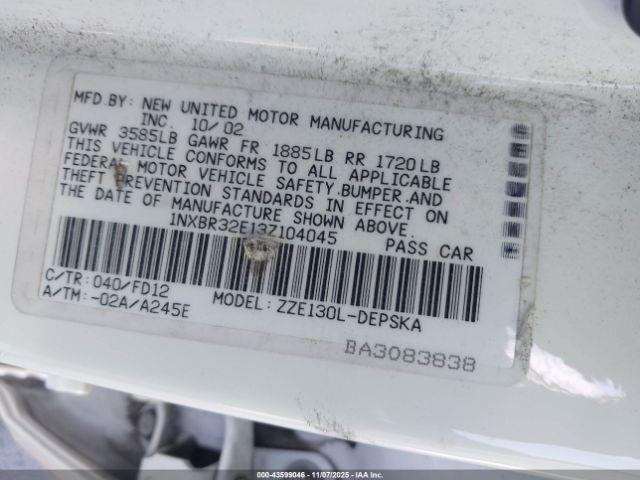 MFD.BY: NEW UNITED MOTOR MANUFACTURING
INC. 10/02
GVWR 3585LB GAWR FR 1885LB RR 1720LB
THIS VEHICLE CONFORMS TO ALL APPLICABLE
FEDERAL MOTOR VEHICLE SAFETY,BUMPER,AND
THEFT PREVENTION STANDARDS IN EFFECT ON
THE DATE OF MANUFACTURE SHOWN ABOVE.
1NXBR32E13Z104045 PASS CAR
C/TR: 040/FD12
A/TM: -02A/A245E MODEL: ZZE130L-DEPSKA
BA3083838
000-43599046 - 11/07/2025 - IAAI.COM